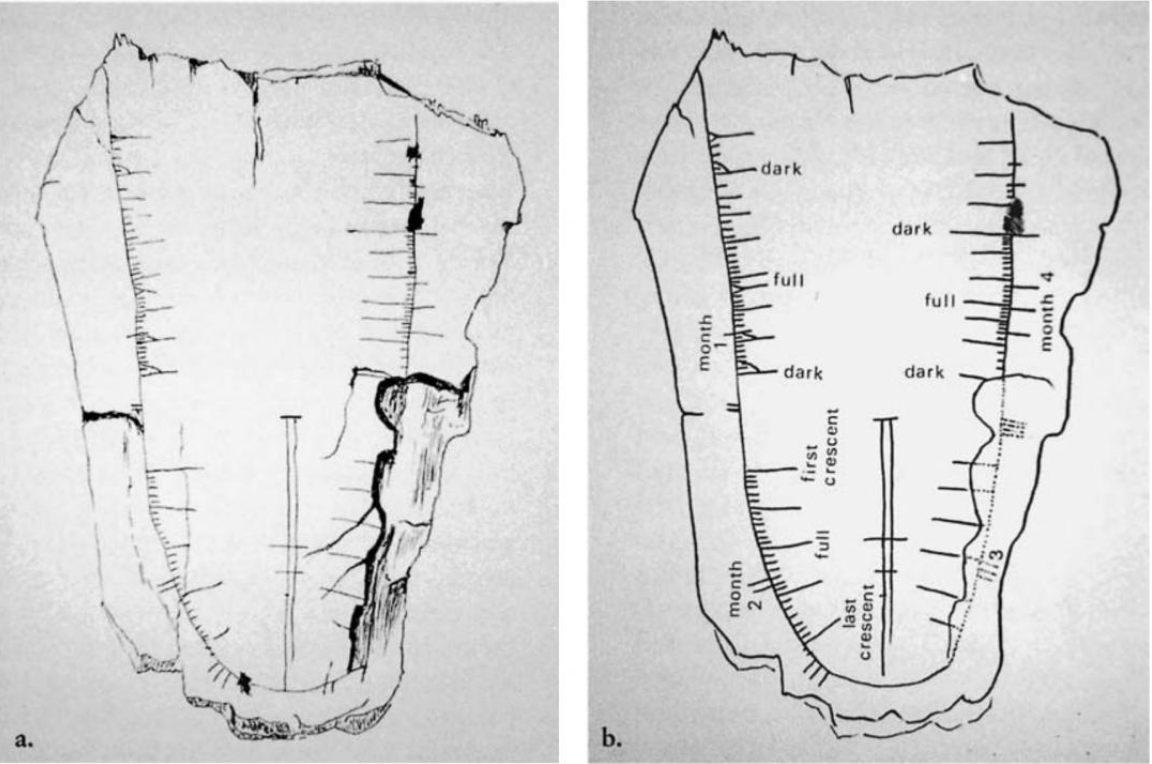 a.
dark
full
month
1
dark
first
crescent
full
month
2
last
crescent
dark
full
month 4
dark
3
b.